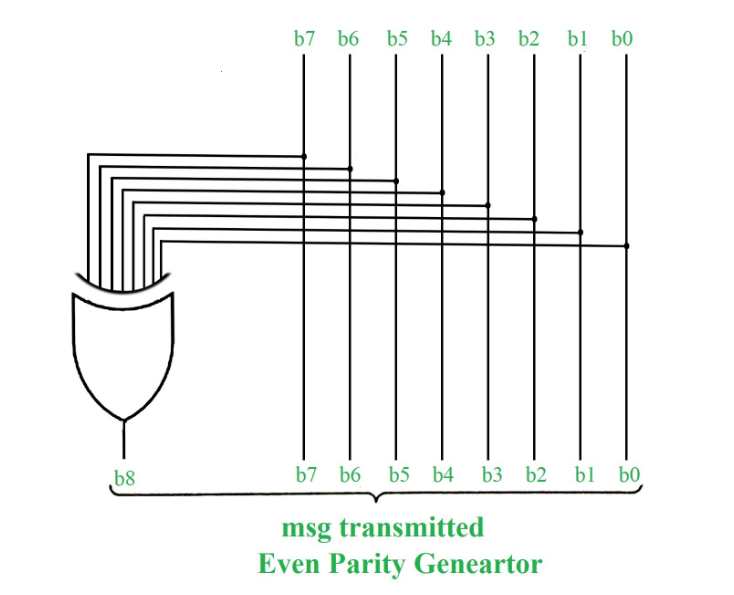 b7 b6 b5 b4 b3 b2 b1 b0
b8 b7 b6 b5 b4 b3 b2 b1 b0
msg transmitted
Even Parity Geneartor